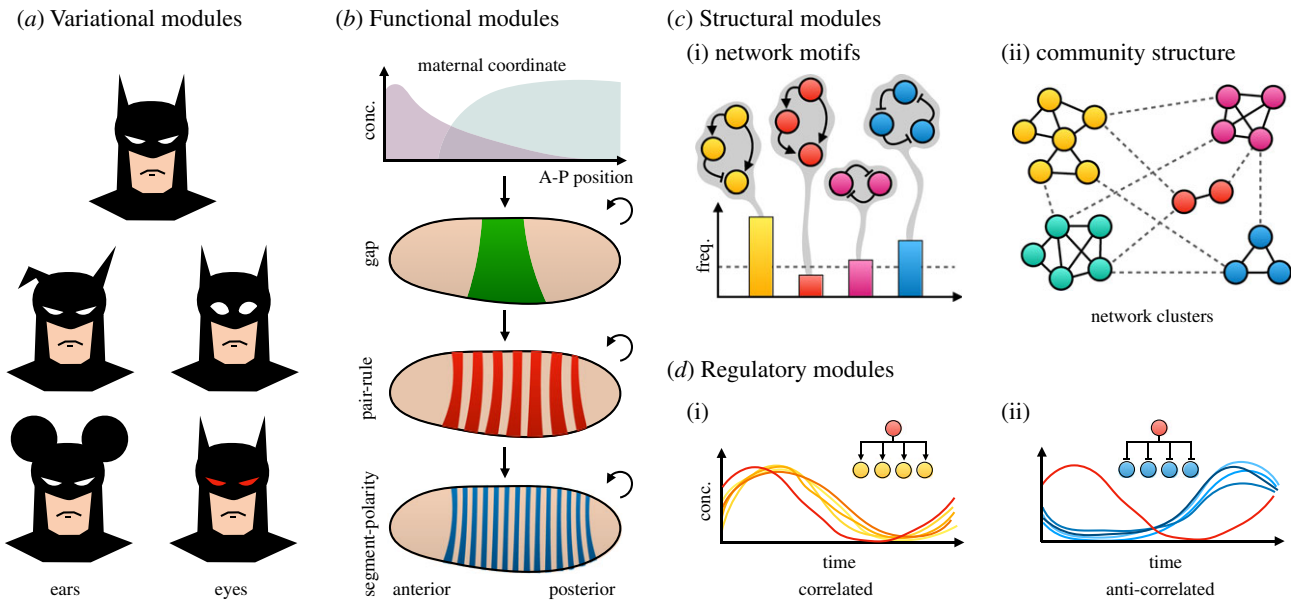 (a) Variational modules
ears
eyes
(b) Functional modules
maternal coordinate
conc.
A-P position
gap
pair-rule
segment-polarity
anterior
posterior
(c) Structural modules
(i) network motifs
freq.
(ii) community structure
network clusters
(d) Regulatory modules
(i)
conc.
time
correlated
(ii)
time
anti-correlated